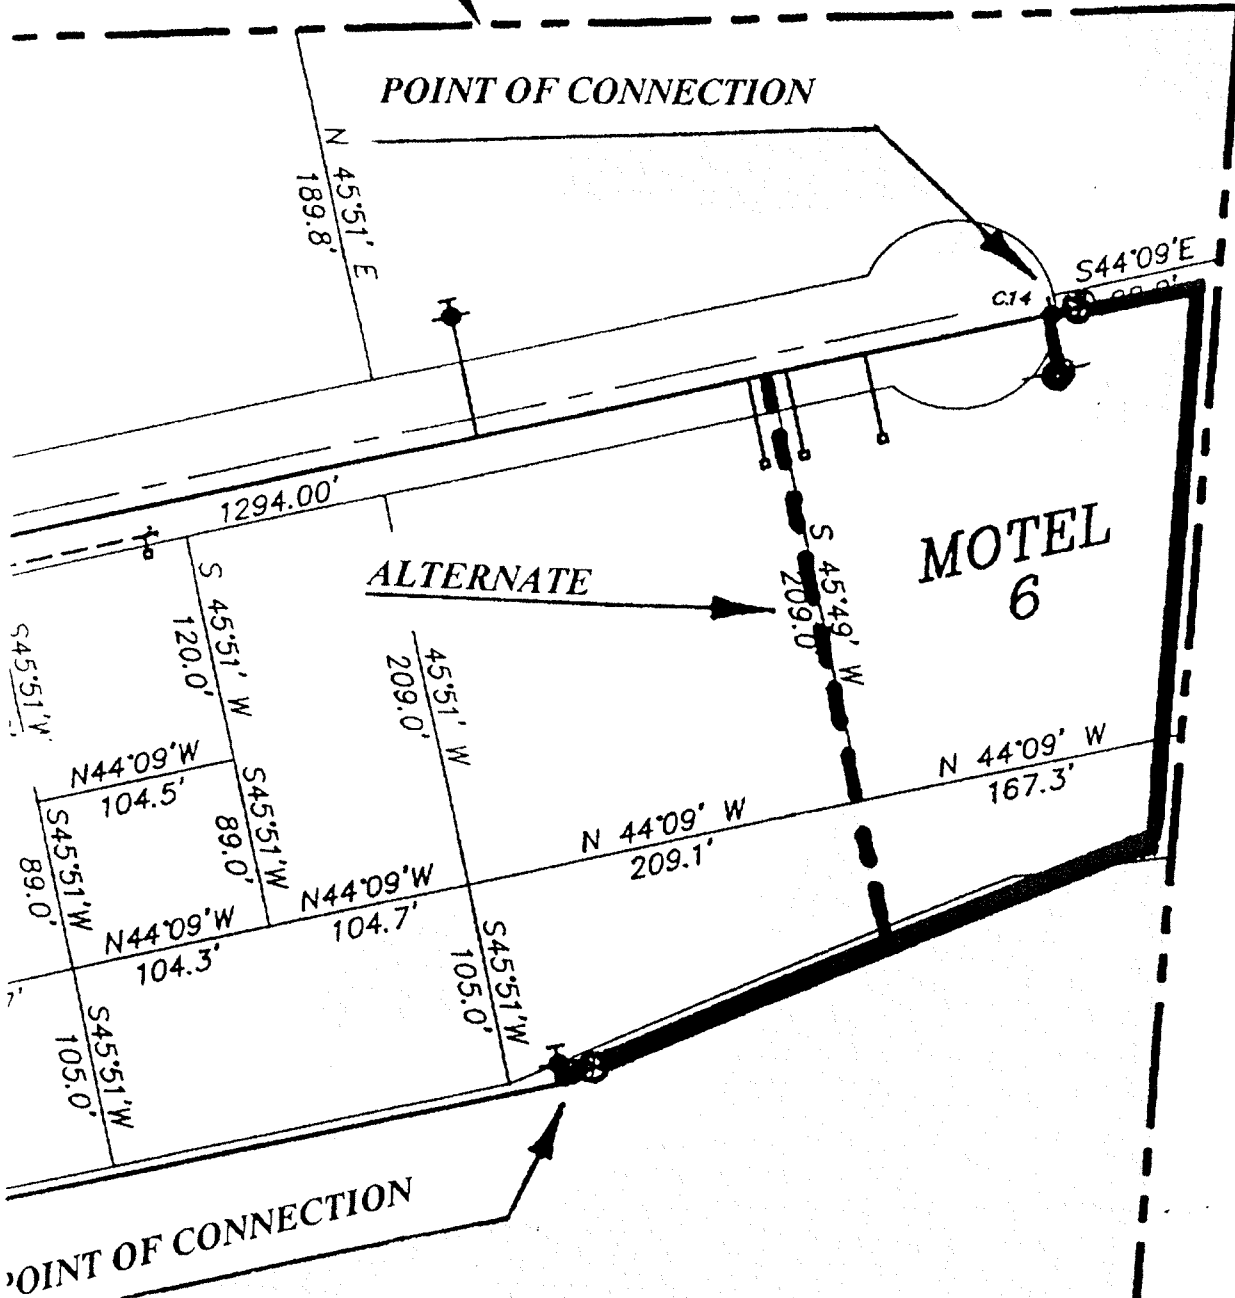 POINT OF CONNECTION
N 45°51' E
189.8'
S44°09'E
C14
1294.00'
MOTEL
6
ALTERNATE
S 45°49' W
209.0
S 45°51' W
120.0'
45°51' W
209.0'
S45°51'W
N44°09'W
104.5'
S45°51'W
89.0'
S45°51'W
89.0'
N 44°09' W
167.3'
N 44°09' W
209.1'
N44°09'W
104.7'
N44°09'W
104.3'
7'
S45°51'W
105.0'
S45°51'W
105.0'
POINT OF CONNECTION